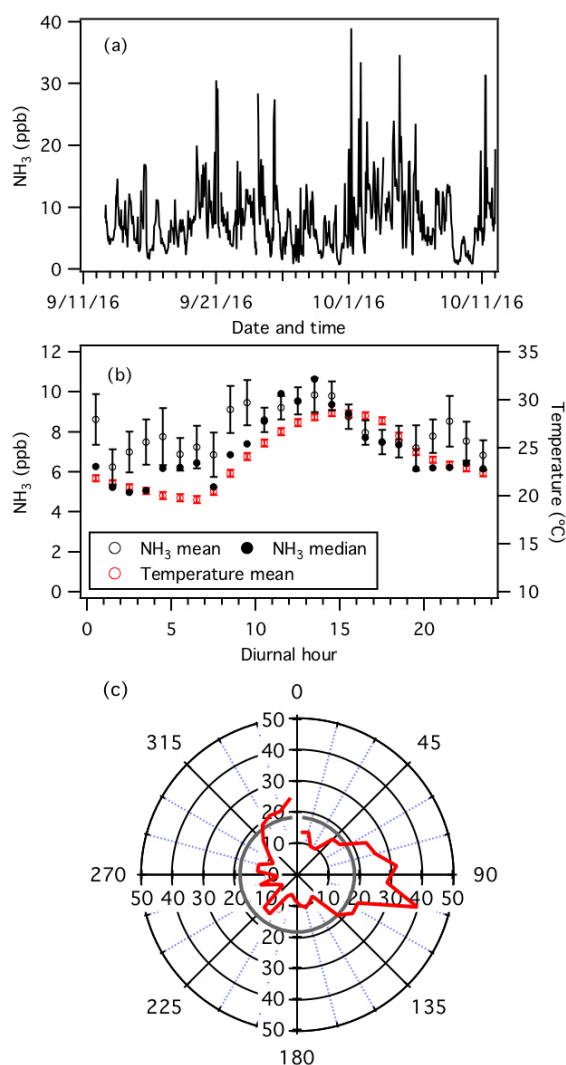 (a)
40
30
20
10
0
NH3 (ppb)
9/11/16 9/21/16 10/1/16 10/11/16
Date and time
(b)
12
10
8
6
4
2
0
NH3 (ppb)
35
30
25
20
15
10
Temperature (°C)
NH3 mean NH3 median
Temperature mean
0 5 10 15 20
Diurnal hour
(c)
0
315 45
50
40
30
20
10
0
270 90
50 40 30 20 10 10 20 30 40 50
10
20
30
40
50
225 135
180